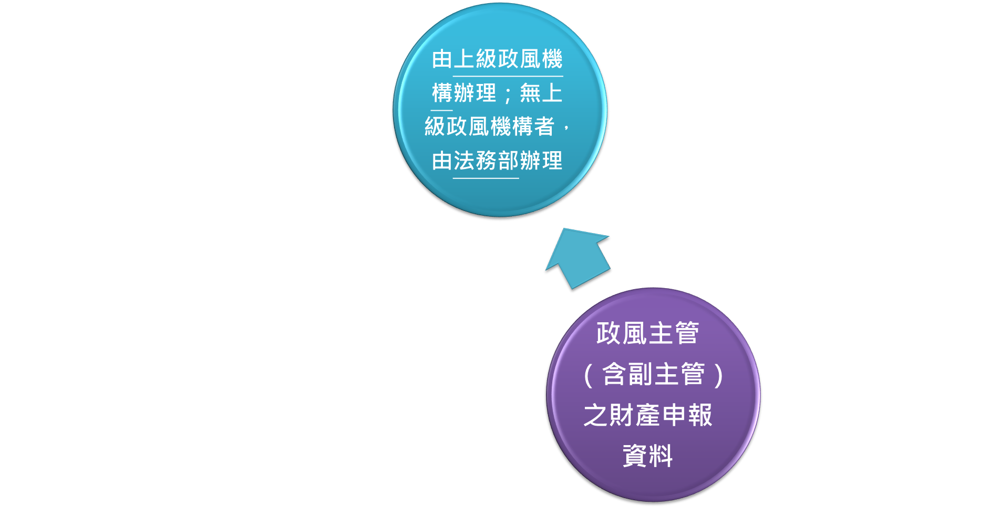 由上級政風機
構辦理；無上
級政風機構者，
由法務部辦理
政風主管
（含副主管）
之財產申報
資料